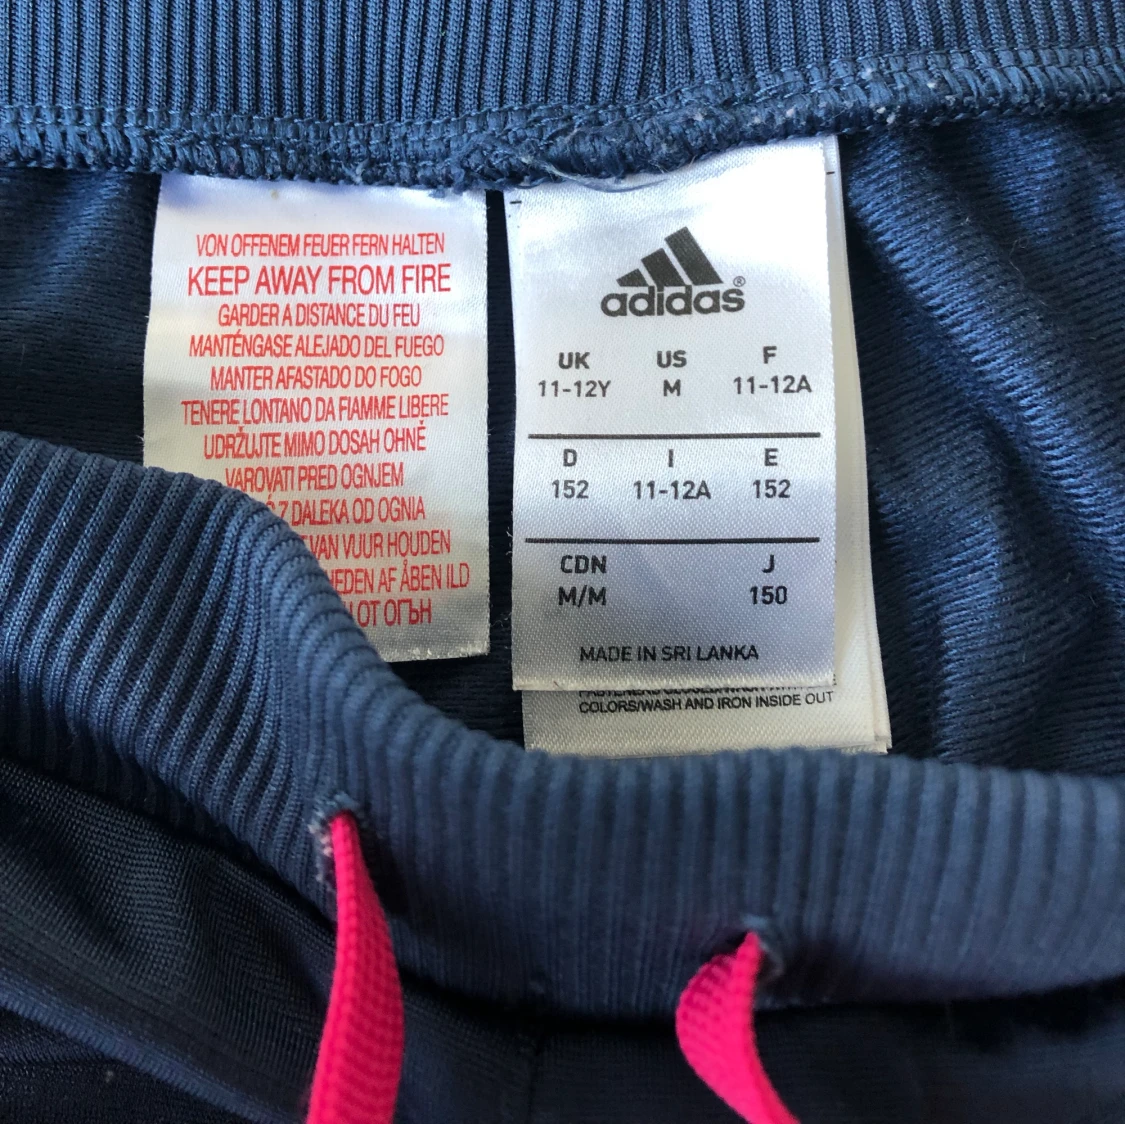 VON OFFENEM FEUER FERN HALTEN
KEEP AWAY FROM FIRE
GARDER A DISTANCE DU FEU
MANTÉNGASE ALEJADO DEL FUEGO
MANTER AFASTADO DO FOGO
TENERE LONTANO DA FIAMME LIBERE
UDRŽUJTE MIMO DOSAH OHNĚ
VAROVATI PRED OGNJEM
Z DALEKA OD OGNIA
VAN VUUR HOUDEN
AF ÅBEN ILD
ОТ ОГЪН
adidas®
UK US F
11-12Y M 11-12A
D I E
152 11-12A 152
CDN J
M/M 150
MADE IN SRI LANKA
COLORS/WASH AND IRON INSIDE OUT